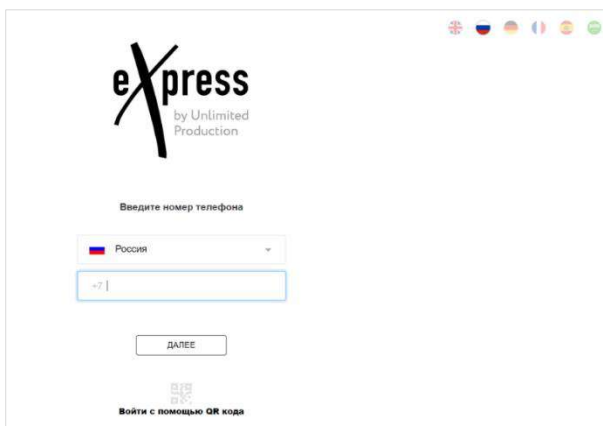 eXpress
by Unlimited
Production
Введите номер телефона
Россия
+7
ДАЛЕЕ
Войти с помощью QR кода